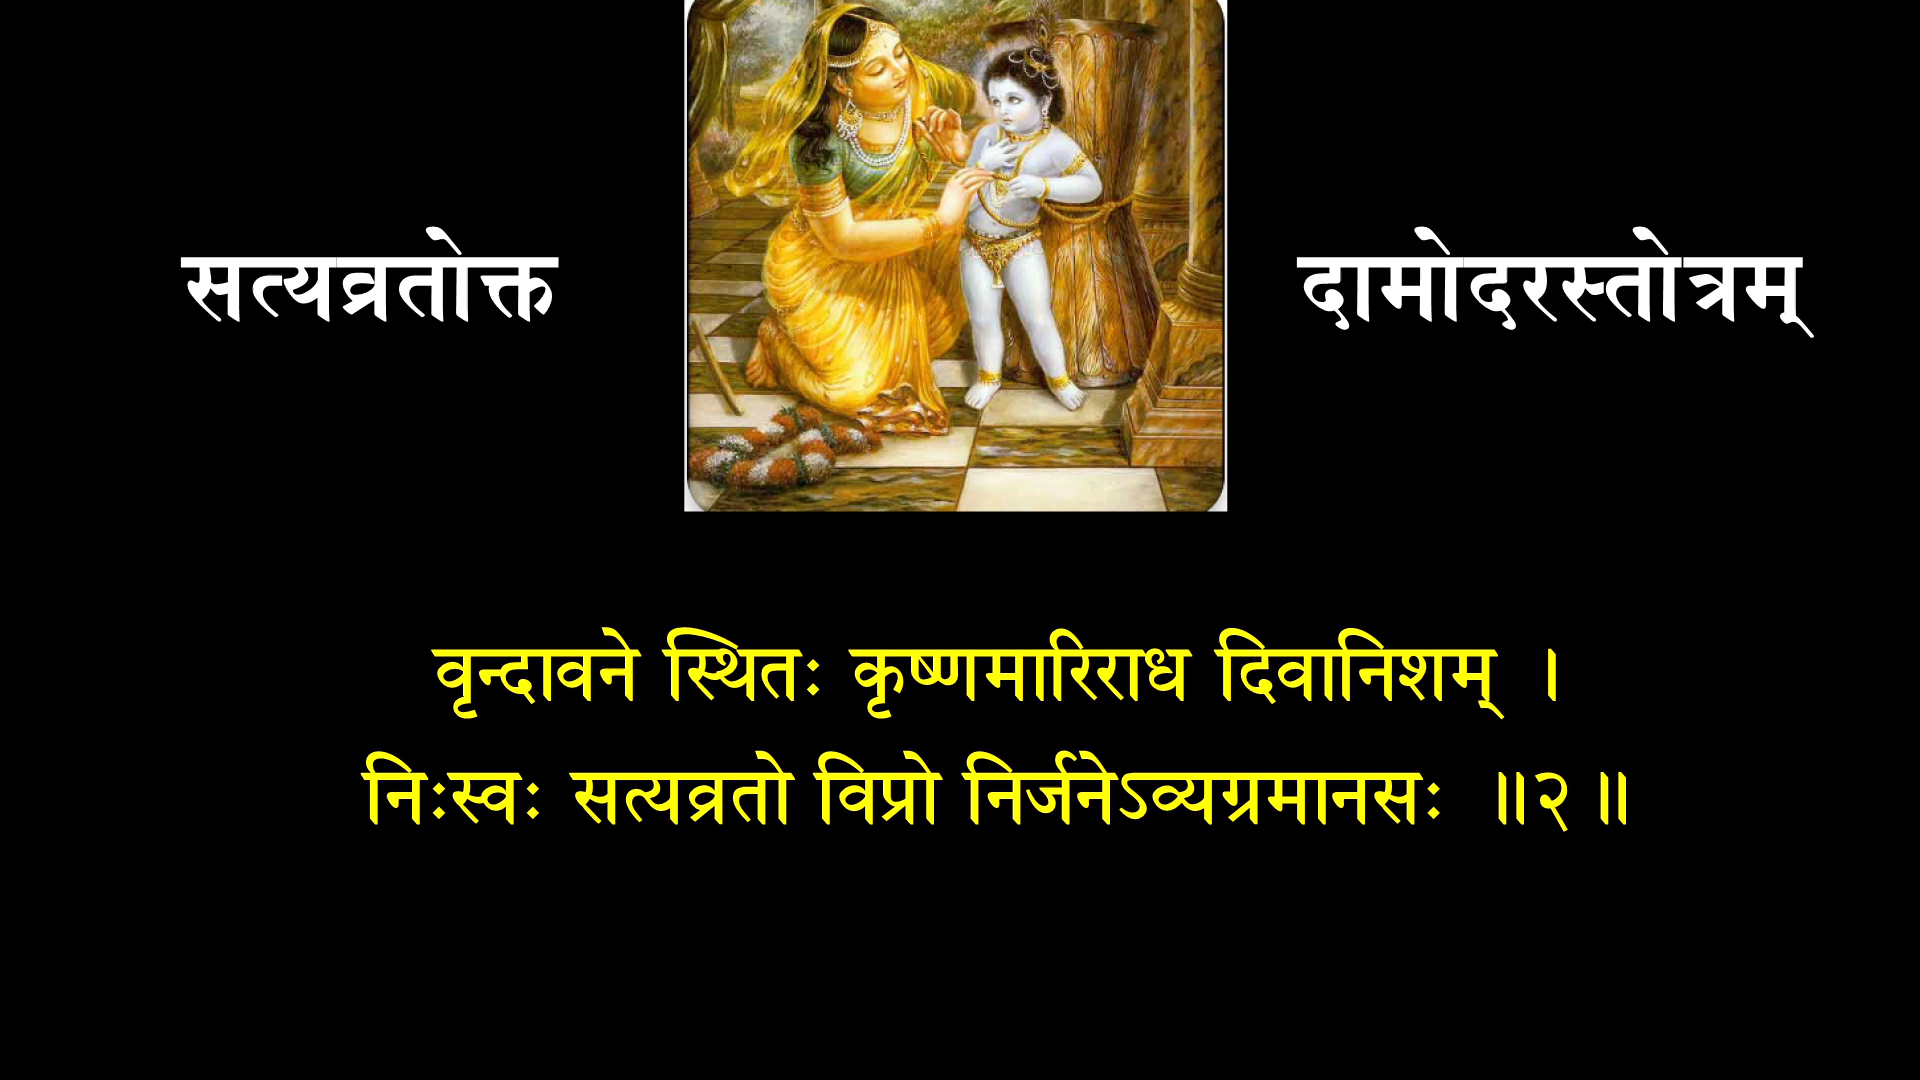 सत्यव्रतोक्त दामोदरस्तोत्रम्
वृन्दावने स्थितः कृष्णमारिराध दिवानिशम् ।
निःस्वः सत्यव्रतो विप्रो निर्जनेऽव्यग्रमानसः ॥२॥